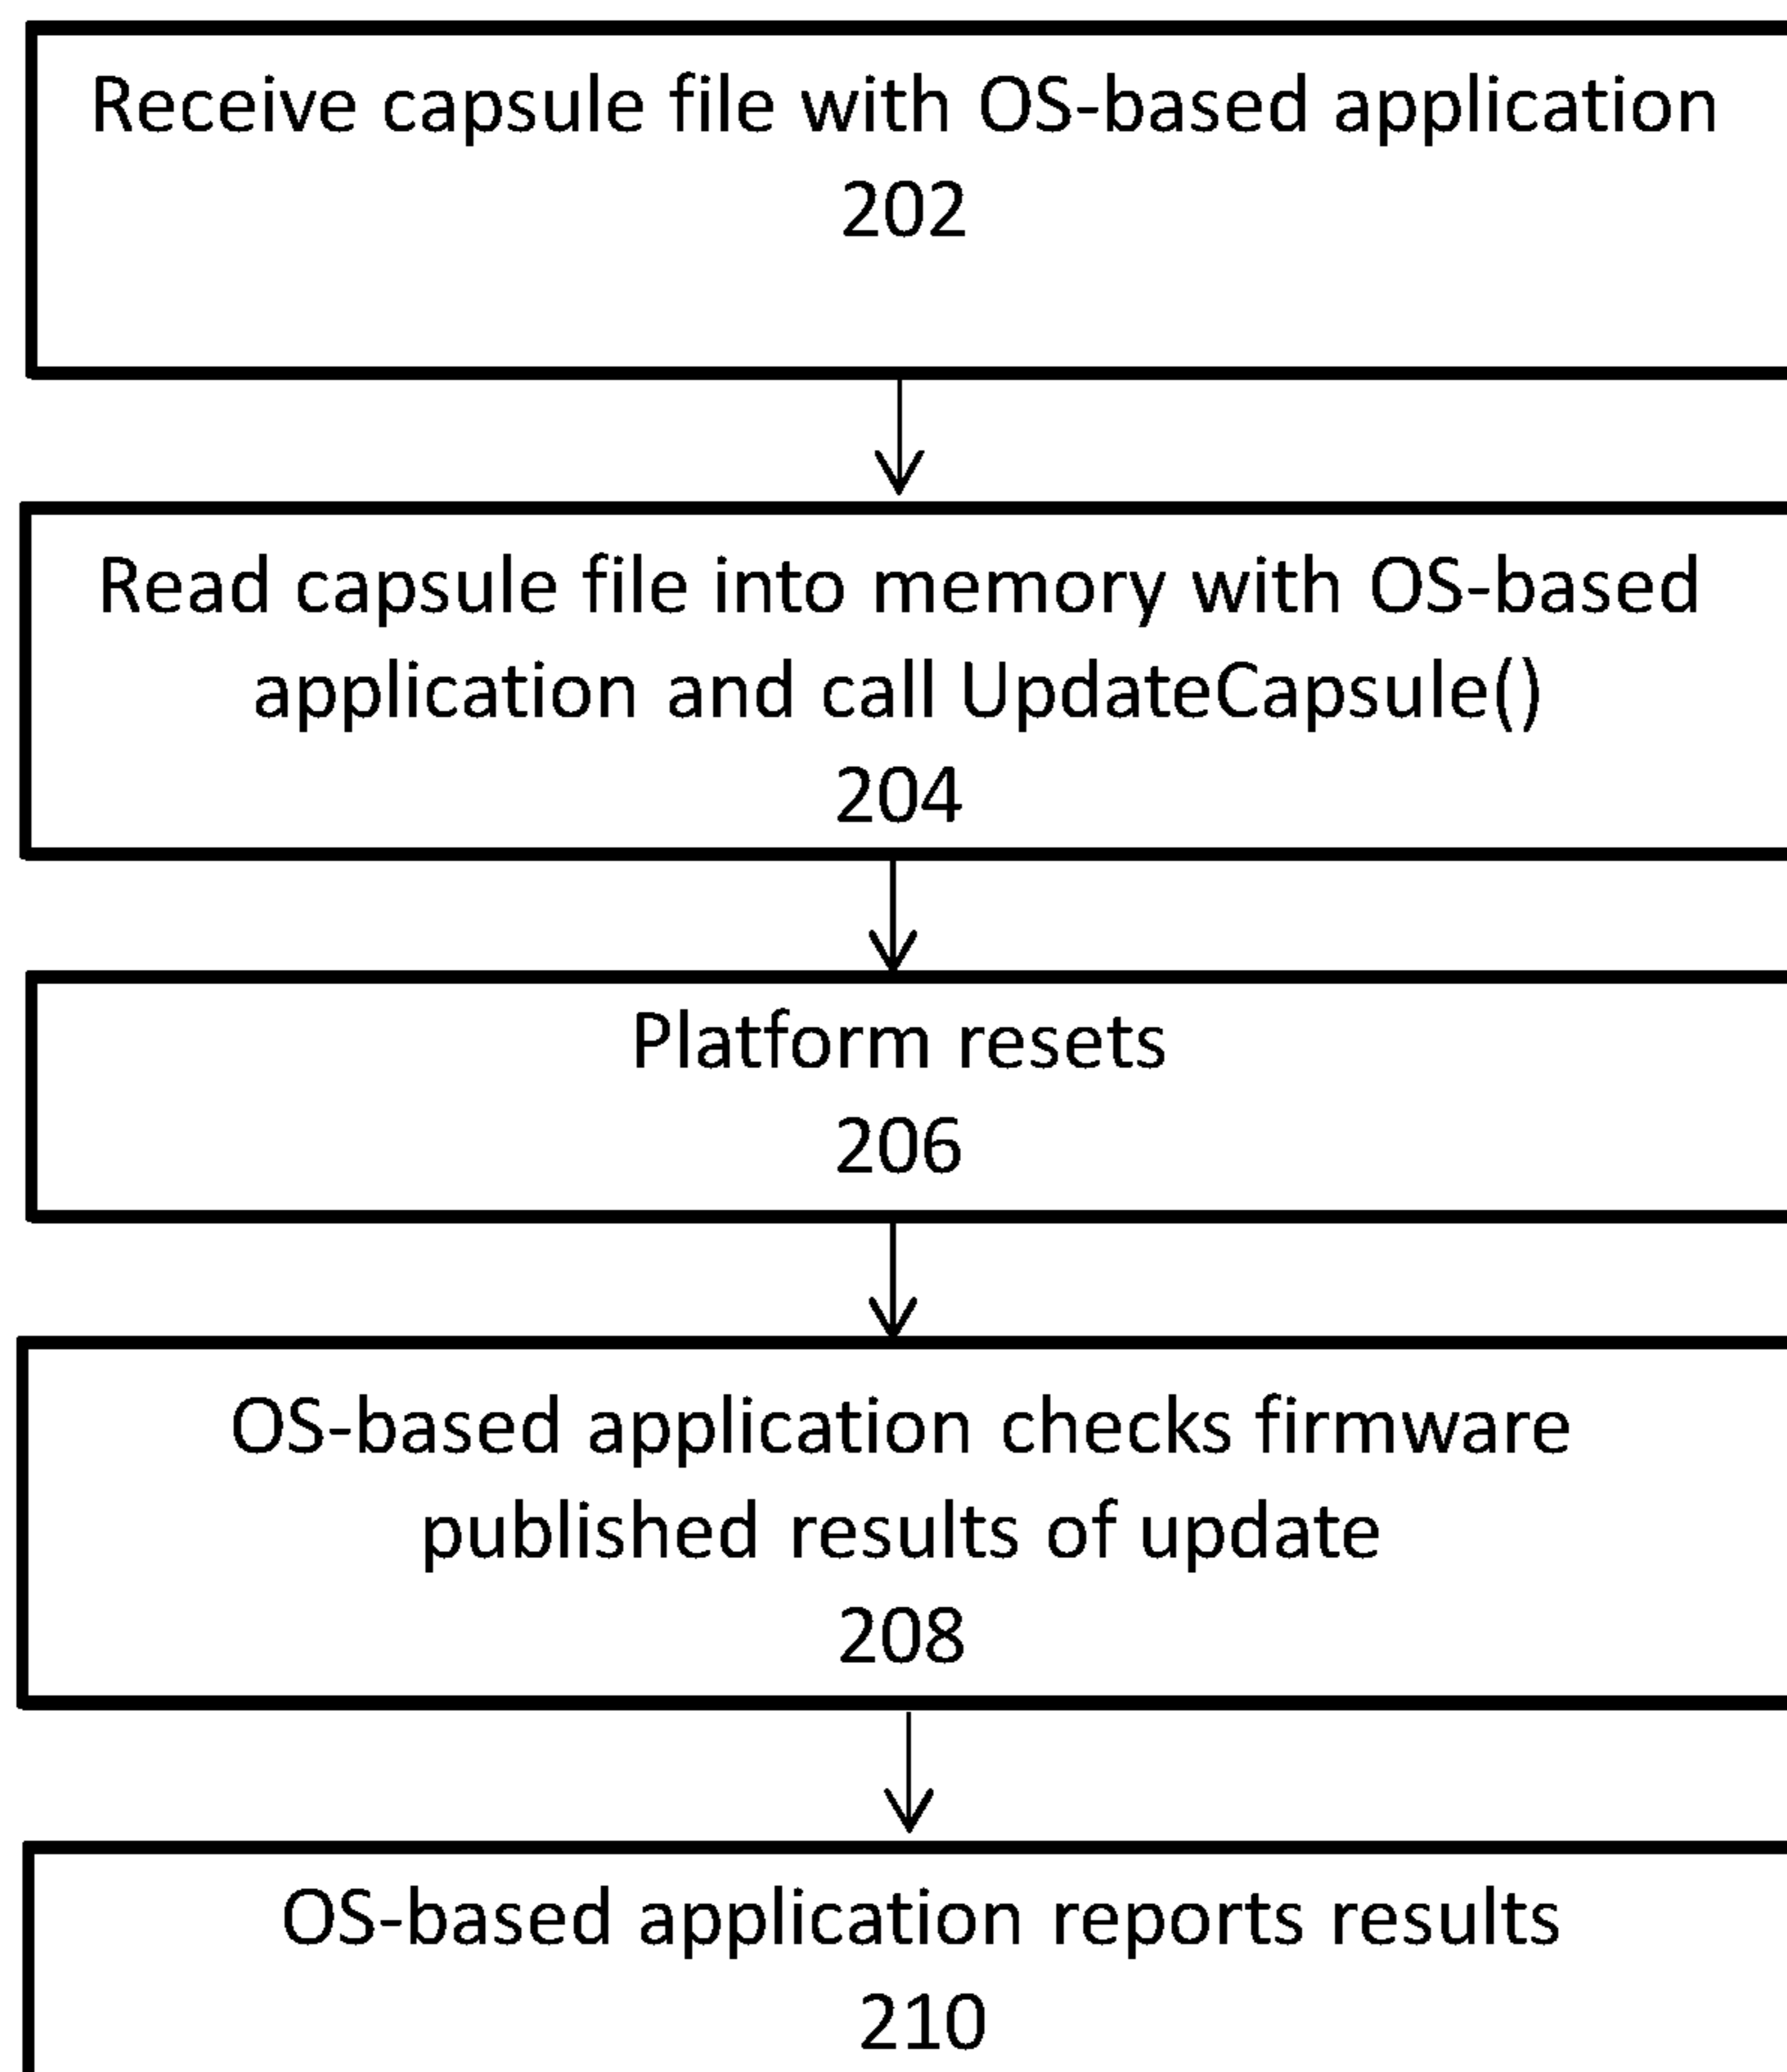 Receive capsule file with OS-based application
202
Read capsule file into memory with OS-based
application and call UpdateCapsule()
204
Platform resets
206
OS-based application checks firmware
published results of update
208
OS-based application reports results
210